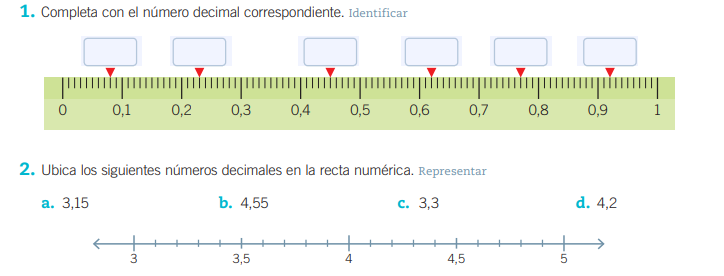 1. Completa con el número decimal correspondiente. Identificar
0 0,1 0,2 0,3 0,4 0,5 0,6 0,7 0,8 0,9 1
2. Ubica los siguientes números decimales en la recta numérica. Representar
a. 3,15 b. 4,55 c. 3,3 d. 4,2
3 3,5 4 4,5 5